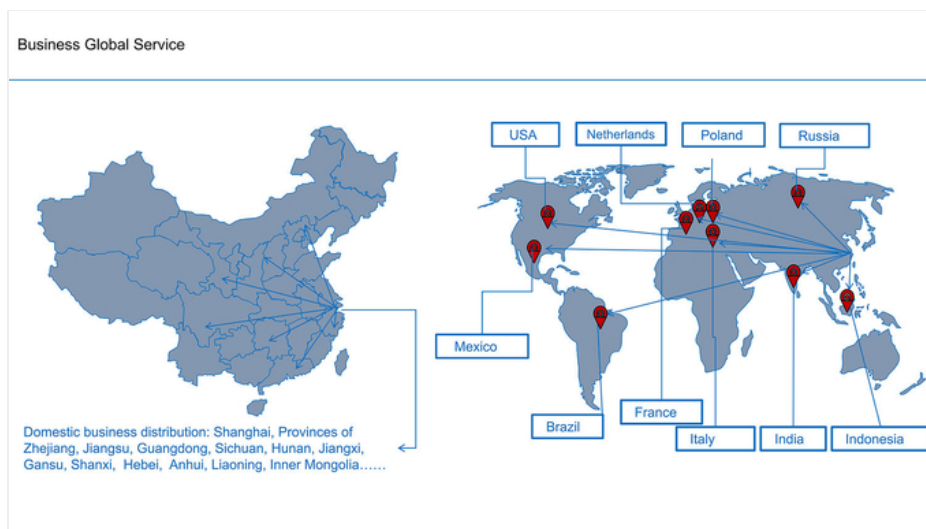 Business Global Service
USA
Netherlands
Poland
Russia
Mexico
Brazil
France
Italy
India
Indonesia
Domestic business distribution: Shanghai, Provinces of
Zhejiang, Jiangsu, Guangdong, Sichuan, Hunan, Jiangxi,
Gansu, Shanxi, Hebei, Anhui, Liaoning, Inner Mongolia……